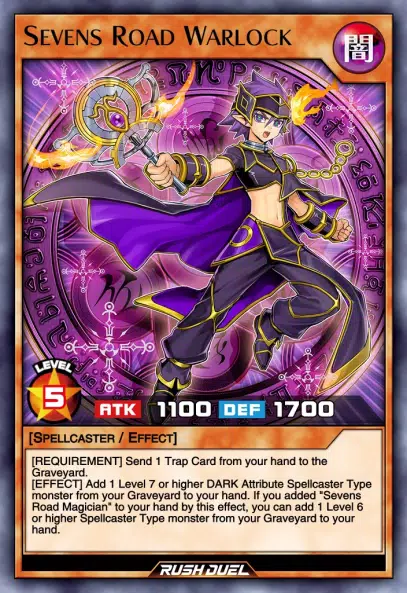 SEVENS ROAD WARLOCK
闇
LEVEL
5
ATK 1100 DEF 1700
[SPELLCASTER / EFFECT]
[REQUIREMENT] Send 1 Trap Card from your hand to the
Graveyard.
[EFFECT] Add 1 Level 7 or higher DARK Attribute Spellcaster Type
monster from your Graveyard to your hand. If you added "Sevens
Road Magician" to your hand by this effect, you can add 1 Level 6
or higher Spellcaster Type monster from your Graveyard to your
hand.
RUSH DUEL